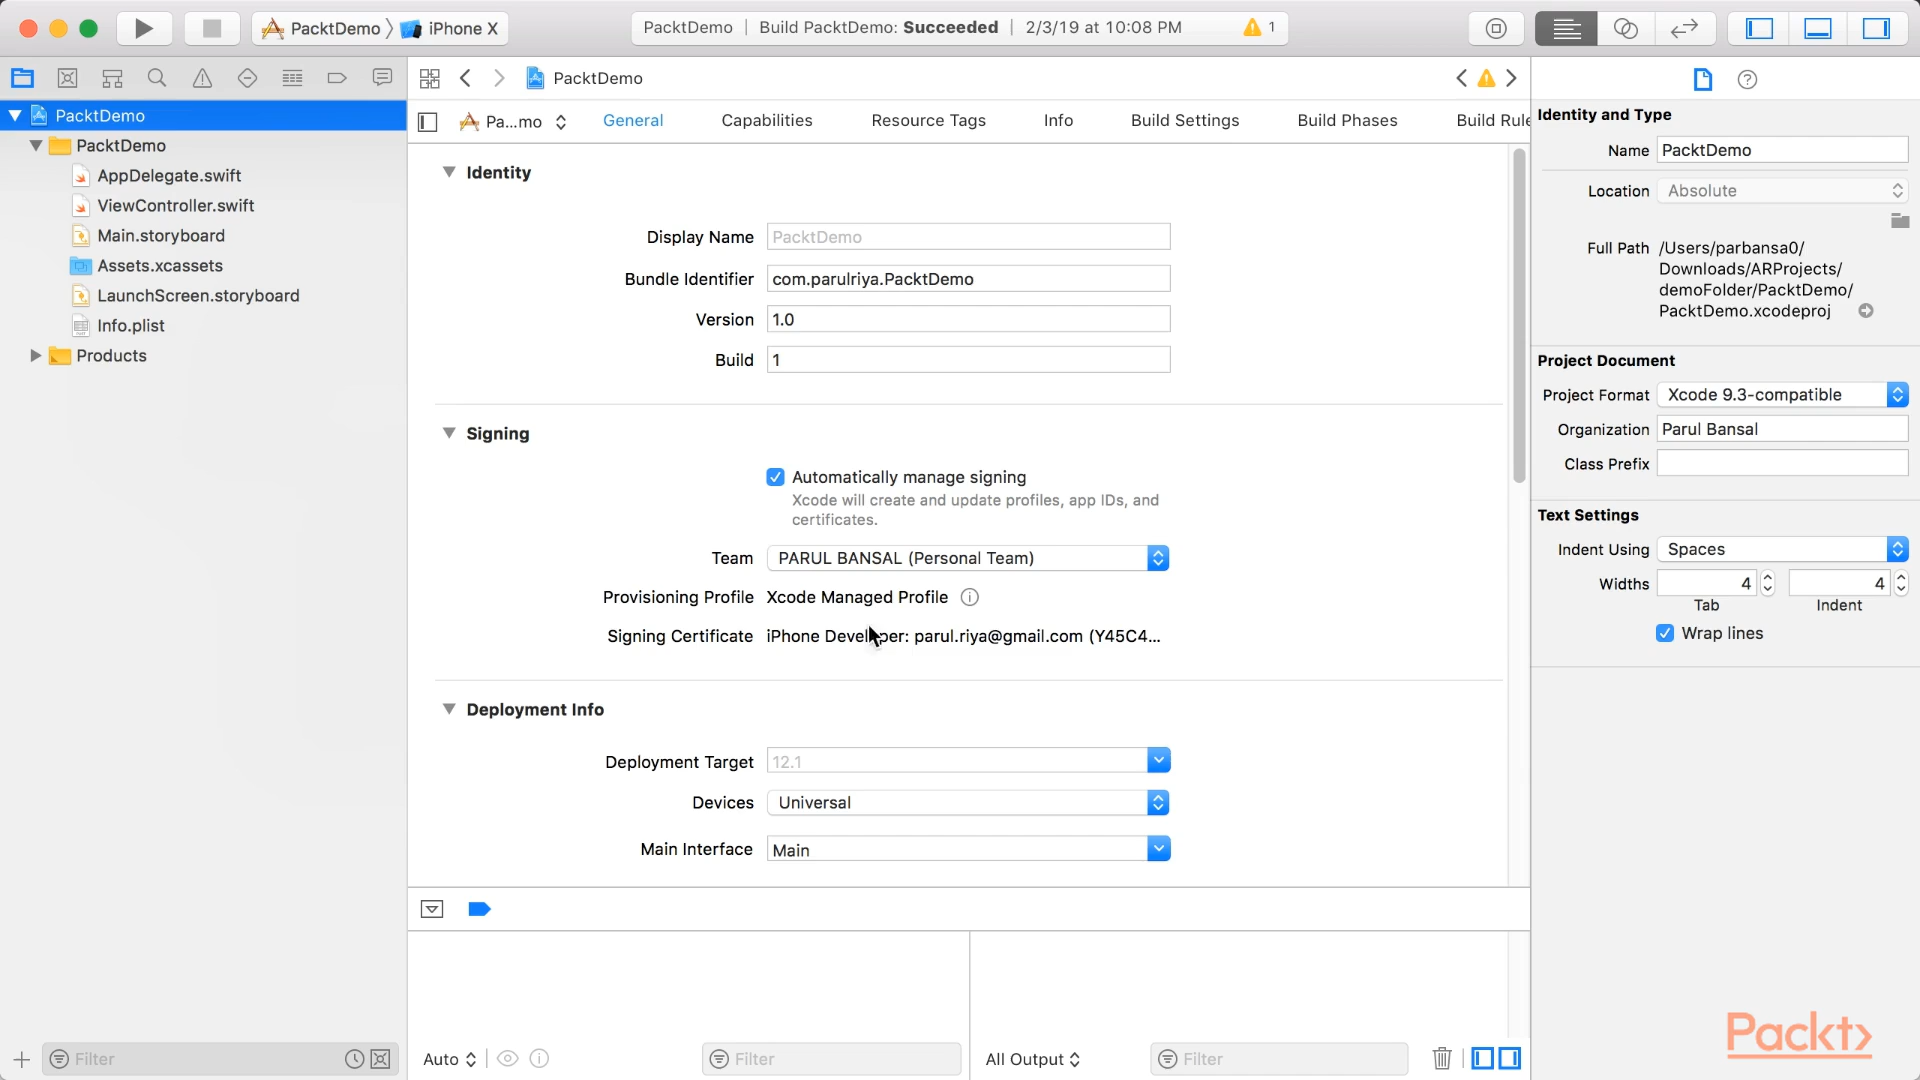 PacktDemo
iPhone X
PacktDemo | Build PacktDemo: Succeeded | 2/3/19 at 10:08 PM
1
PacktDemo
PacktDemo
AppDelegate.swift
ViewController.swift
Main.storyboard
Assets.xcassets
LaunchScreen.storyboard
Info.plist
Products
Filter
PacktDemo
Pa...mo
General
Capabilities
Resource Tags
Info
Build Settings
Build Phases
Build Rule
Identity
Display Name PacktDemo
Bundle Identifier com.parulriya.PacktDemo
Version 1.0
Build 1
Signing
Automatically manage signing
Xcode will create and update profiles, app IDs, and
certificates.
Team PARUL BANSAL (Personal Team)
Provisioning Profile Xcode Managed Profile
Signing Certificate iPhone Developer: parul.riya@gmail.com (Y45C4...
Deployment Info
Deployment Target 12.1
Devices Universal
Main Interface Main
Auto
Filter
All Output
Filter
Identity and Type
Name PacktDemo
Location Absolute
Full Path /Users/parbansa0/
Downloads/ARProjects/
demoFolder/PacktDemo/
PacktDemo.xcodeproj
Project Document
Project Format Xcode 9.3-compatible
Organization Parul Bansal
Class Prefix
Text Settings
Indent Using Spaces
Widths 4 4
Tab Indent
Wrap lines
Packt>